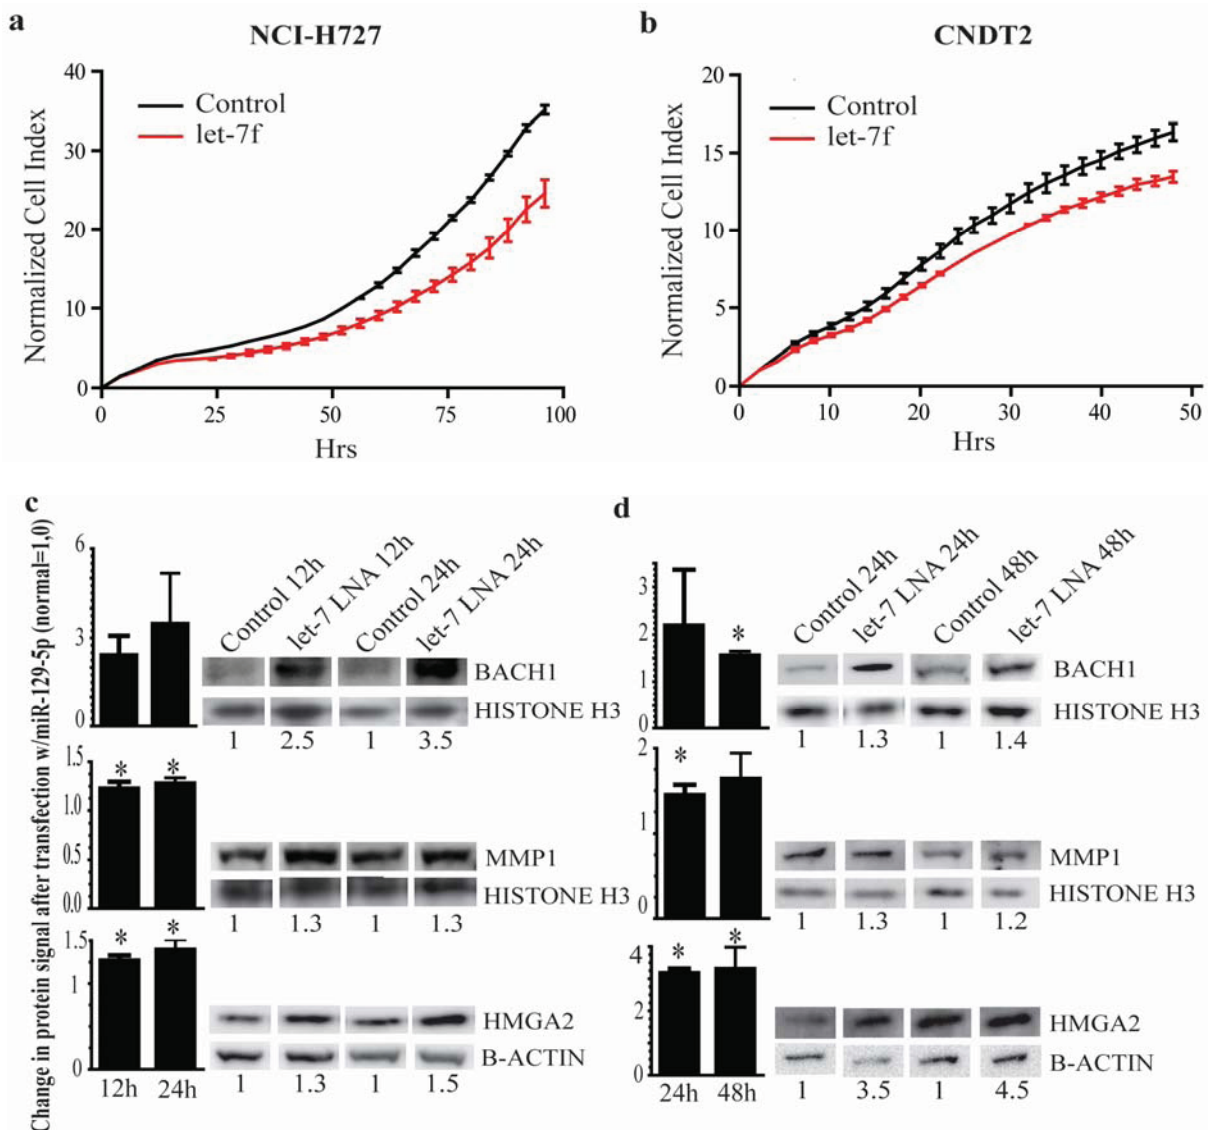 a
NCI-H727
Normalized Cell Index
40
30
20
10
0
Control
let-7f
0 25 50 75 100
Hrs
b
CNDT2
Normalized Cell Index
20
15
10
5
0
Control
let-7f
0 10 20 30 40 50
Hrs
c
Change in protein signal after transfection w/miR-129-5p (normal=1,0)
6
3
0
Control 12h
let-7 LNA 12h
Control 24h
let-7 LNA 24h
BACH1
HISTONE H3
1 2.5 1 3.5
1.5
1.0
0.5
0.0
* *
MMP1
HISTONE H3
1 1.3 1 1.3
1.5
1
0
* *
HMGA2
B-ACTIN
1 1.3 1 1.5
12h 24h
d
3
2
1
0
*
Control 24h
let-7 LNA 24h
Control 48h
let-7 LNA 48h
BACH1
HISTONE H3
1 1.3 1 1.4
2
1
0
*
MMP1
HISTONE H3
1 1.3 1 1.2
4
2
0
* *
HMGA2
B-ACTIN
1 3.5 1 4.5
24h 48h